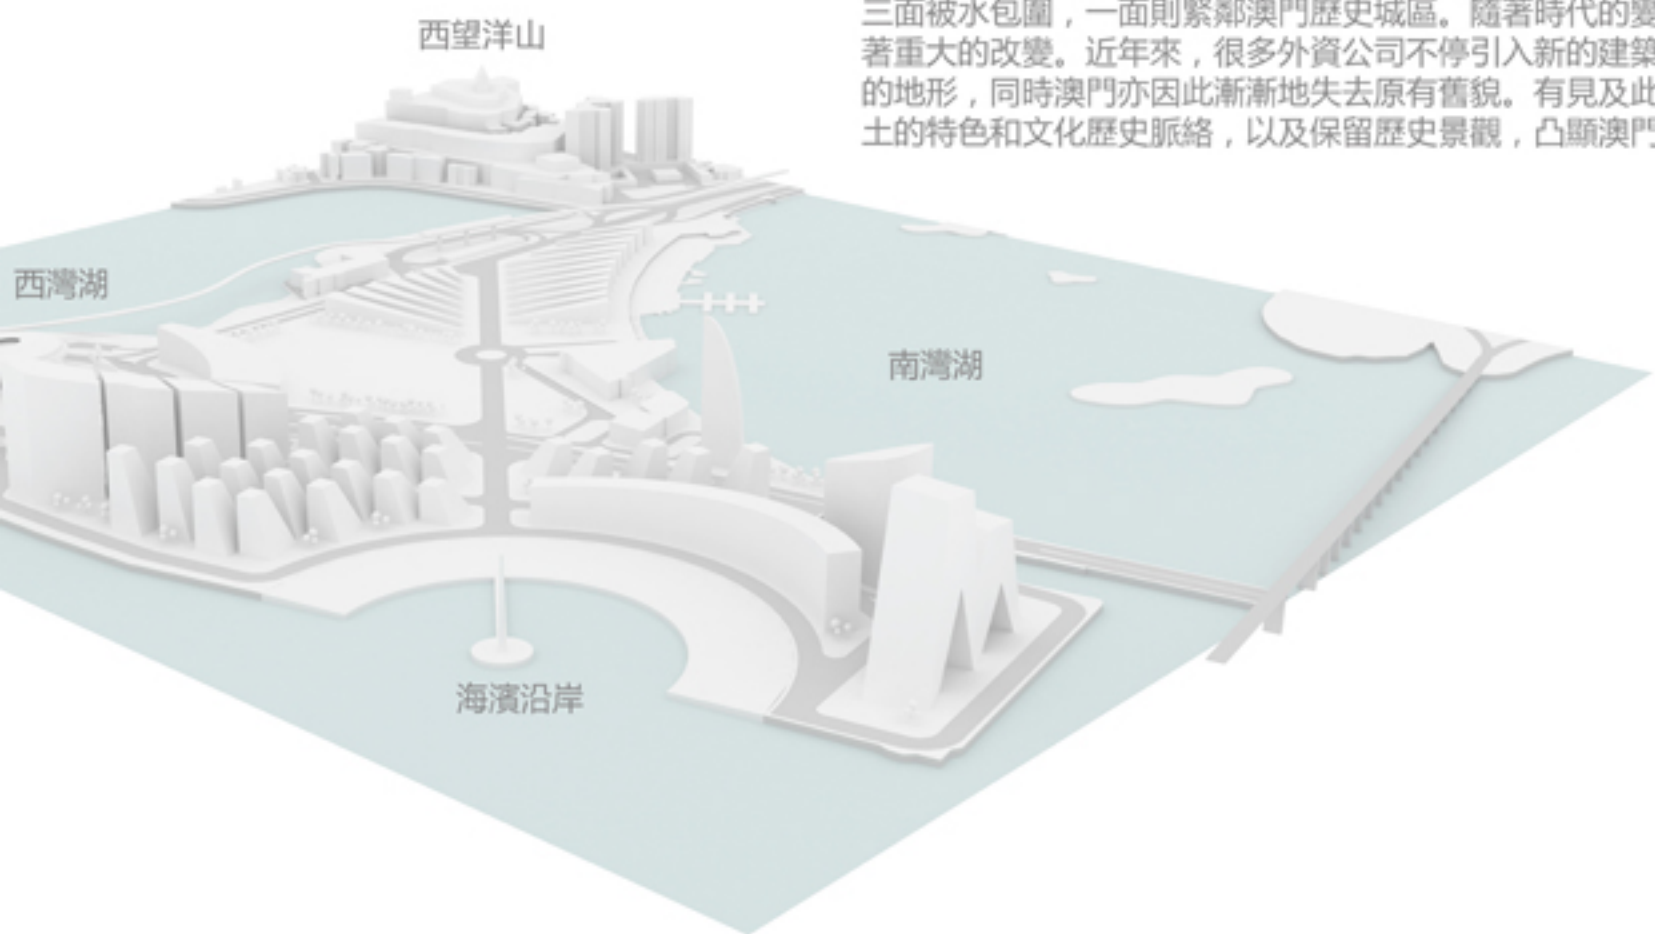 西望洋山
三面被水包圍，一面則緊鄰澳門歷史城區。隨著時代的變
著重大的改變。近年來，很多外資公司不停引入新的建築
的地形，同時澳門亦因此漸漸地失去原有舊貌。有見及此
土的特色和文化歷史脈絡，以及保留歷史景觀，凸顯澳門
西灣湖
南灣湖
海濱沿岸